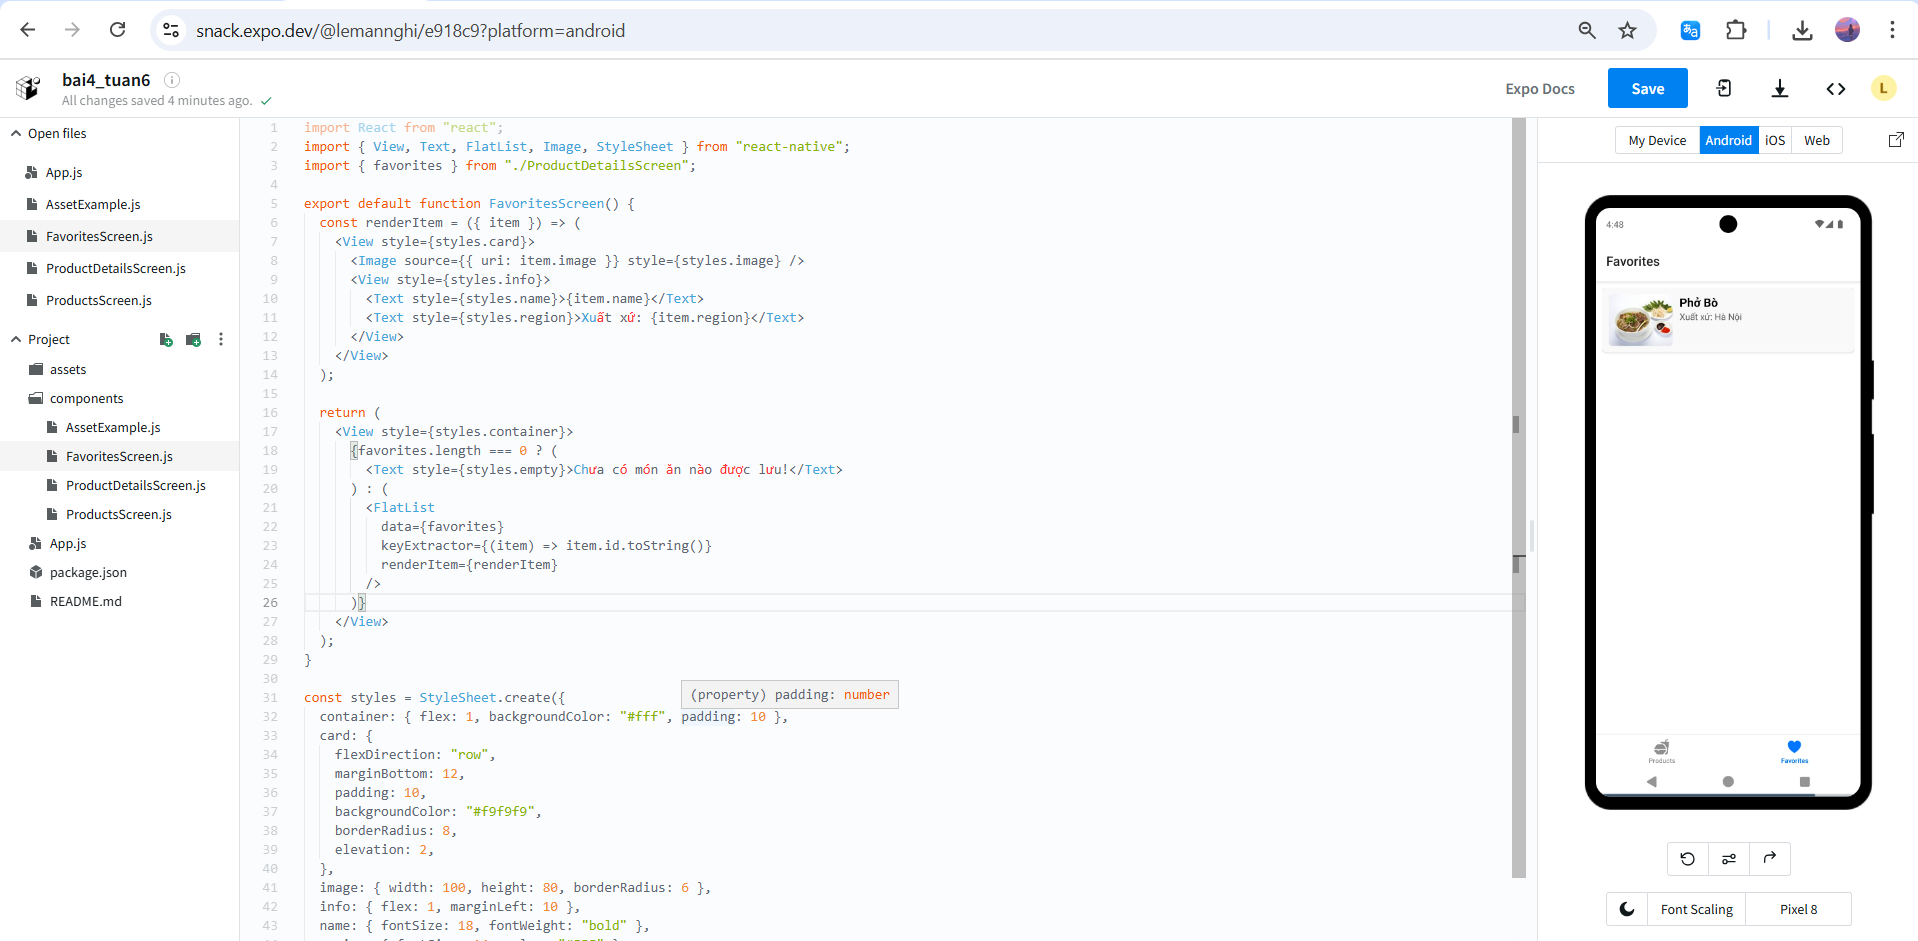 snack.expo.dev/@lemannghi/e918c9?platform=android
bai4_tuan6
All changes saved 4 minutes ago.
Expo Docs
Save
L
Open files
App.js
AssetExample.js
FavoritesScreen.js
ProductDetailsScreen.js
ProductsScreen.js
Project
assets
components
AssetExample.js
FavoritesScreen.js
ProductDetailsScreen.js
ProductsScreen.js
App.js
package.json
README.md
1 import React from "react";
2 import { View, Text, FlatList, Image, StyleSheet } from "react-native";
3 import { favorites } from "./ProductDetailsScreen";
4
5 export default function FavoritesScreen() {
6 const renderItem = ({ item }) => (
7 <View style={styles.card}>
8 <Image source={{ uri: item.image }} style={styles.image} />
9 <View style={styles.info}>
10 <Text style={styles.name}>{item.name}</Text>
11 <Text style={styles.region}>Xuất xứ: {item.region}</Text>
12 </View>
13 </View>
14 );
15
16 return (
17 <View style={styles.container}>
18 {favorites.length === 0 ? (
19 <Text style={styles.empty}>Chưa có món ăn nào được lưu!</Text>
20 ) : (
21 <FlatList
22 data={favorites}
23 keyExtractor={(item) => item.id.toString()}
24 renderItem={renderItem}
25 />
26 )}
27 </View>
28 );
29 }
30
(property) padding: number
31 const styles = StyleSheet.create({
32 container: { flex: 1, backgroundColor: "#fff", padding: 10 },
33 card: {
34 flexDirection: "row",
35 marginBottom: 12,
36 padding: 10,
37 backgroundColor: "#f9f9f9",
38 borderRadius: 8,
39 elevation: 2,
40 },
41 image: { width: 100, height: 80, borderRadius: 6 },
42 info: { flex: 1, marginLeft: 10 },
43 name: { fontSize: 18, fontWeight: "bold" },
My Device
Android
iOS
Web
4:48
Favorites
Phở Bò
Xuất xứ: Hà Nội
Products
Favorites
Font Scaling
Pixel 8